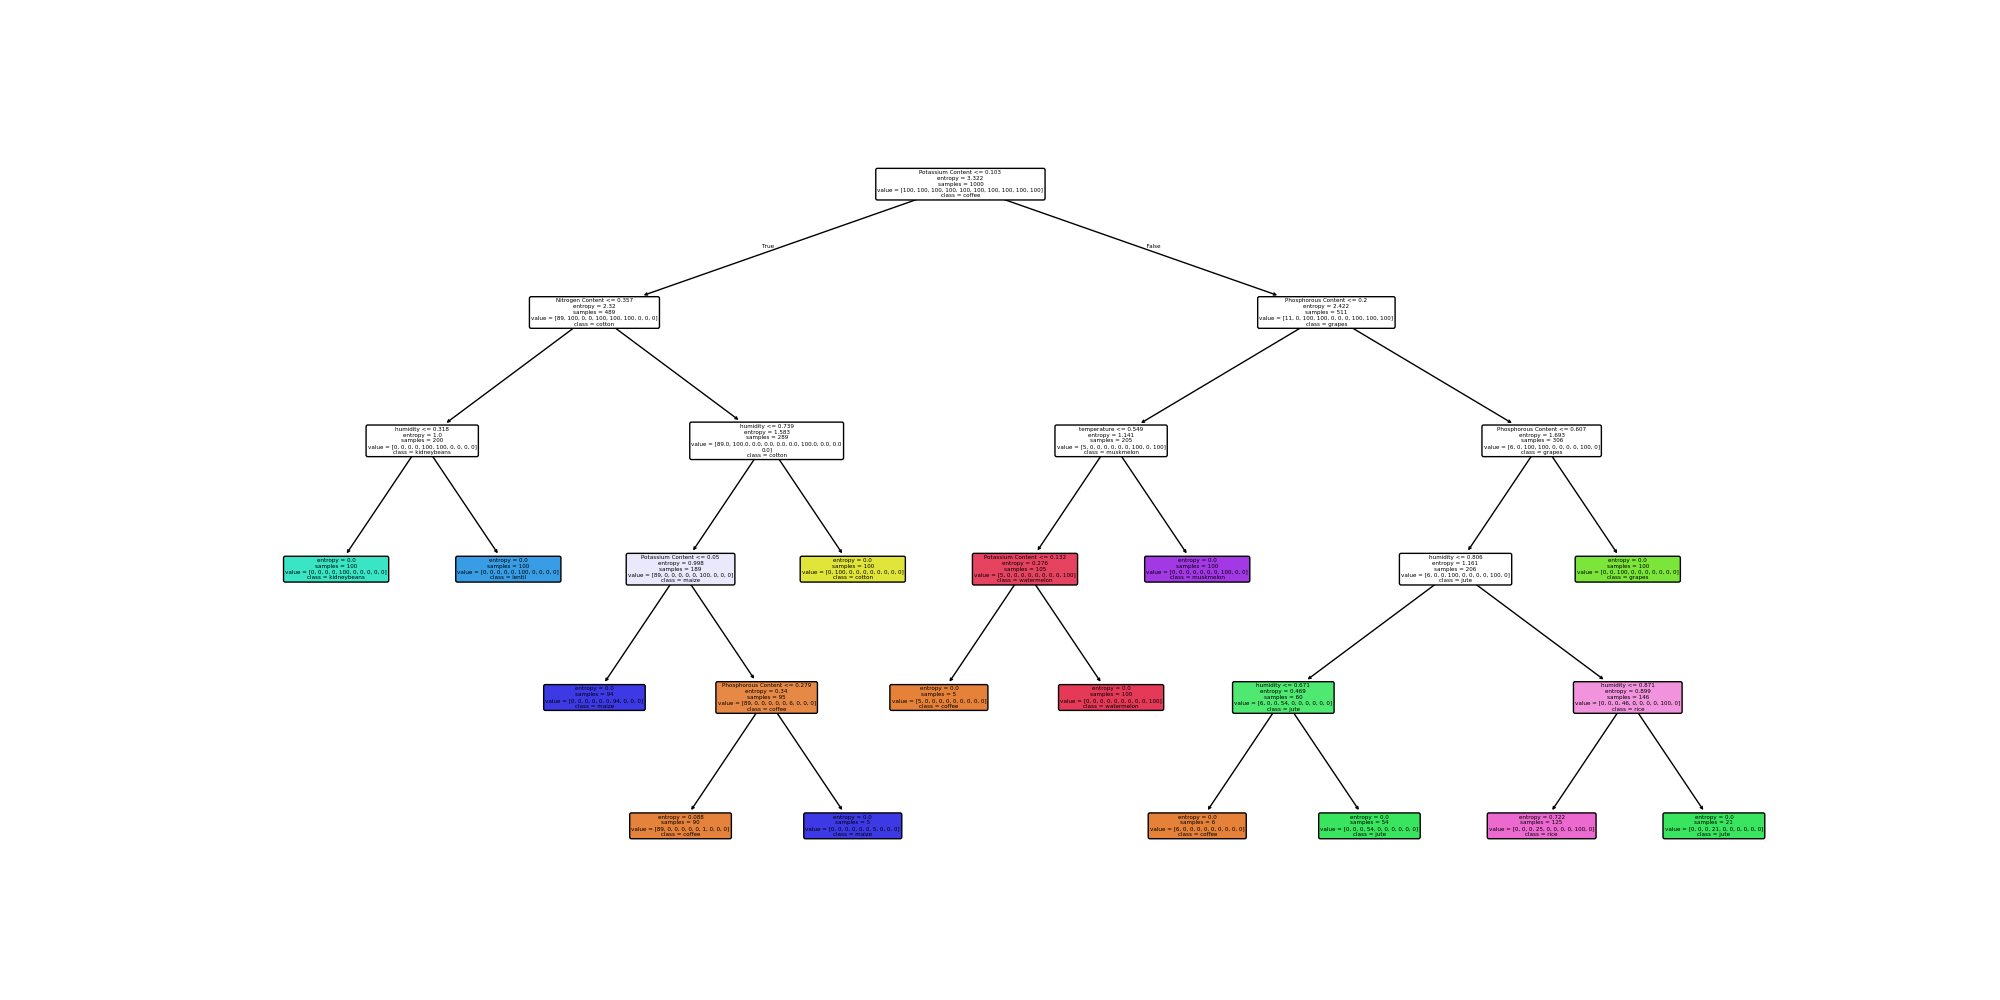 Potassium Content <= 0.103
entropy = 3.322
samples = 1000
value = [100, 100, 100, 100, 100, 100, 100, 100, 100, 100]
class = coffee
True
False
Nitrogen Content <= 0.357
entropy = 2.32
samples = 489
value = [89, 100, 0, 0, 100, 100, 100, 0, 0, 0]
class = cotton
Phosphorous Content <= 0.2
entropy = 2.422
samples = 511
value = [11, 0, 100, 100, 0, 0, 0, 100, 100, 100]
class = grapes
humidity <= 0.318
entropy = 1.0
samples = 200
value = [0, 0, 0, 0, 100, 100, 0, 0, 0, 0]
class = kidneybeans
humidity <= 0.739
entropy = 1.583
samples = 289
value = [89.0, 100.0, 0.0, 0.0, 0.0, 0.0, 100.0, 0.0, 0.0
0.0]
class = cotton
temperature <= 0.549
entropy = 1.141
samples = 205
value = [5, 0, 0, 0, 0, 0, 0, 100, 0, 100]
class = muskmelon
Phosphorous Content <= 0.607
entropy = 1.693
samples = 306
value = [6, 0, 100, 100, 0, 0, 0, 0, 100, 0]
class = grapes
entropy = 0.0
samples = 100
value = [0, 0, 0, 0, 100, 0, 0, 0, 0, 0]
class = kidneybeans
entropy = 0.0
samples = 100
value = [0, 0, 0, 0, 0, 100, 0, 0, 0, 0]
class = lentil
Potassium Content <= 0.05
entropy = 0.998
samples = 189
value = [89, 0, 0, 0, 0, 0, 100, 0, 0, 0]
class = maize
entropy = 0.0
samples = 100
value = [0, 100, 0, 0, 0, 0, 0, 0, 0, 0]
class = cotton
Potassium Content <= 0.132
entropy = 0.276
samples = 105
value = [5, 0, 0, 0, 0, 0, 0, 0, 0, 100]
class = watermelon
entropy = 0.0
samples = 100
value = [0, 0, 0, 0, 0, 0, 0, 100, 0, 0]
class = muskmelon
humidity <= 0.806
entropy = 1.161
samples = 206
value = [6, 0, 0, 100, 0, 0, 0, 0, 100, 0]
class = jute
entropy = 0.0
samples = 100
value = [0, 0, 100, 0, 0, 0, 0, 0, 0, 0]
class = grapes
entropy = 0.0
samples = 94
value = [0, 0, 0, 0, 0, 0, 94, 0, 0, 0]
class = maize
Phosphorous Content <= 0.279
entropy = 0.34
samples = 95
value = [89, 0, 0, 0, 0, 0, 6, 0, 0, 0]
class = coffee
entropy = 0.0
samples = 5
value = [5, 0, 0, 0, 0, 0, 0, 0, 0, 0]
class = coffee
entropy = 0.0
samples = 100
value = [0, 0, 0, 0, 0, 0, 0, 0, 0, 100]
class = watermelon
humidity <= 0.671
entropy = 0.469
samples = 60
value = [6, 0, 0, 54, 0, 0, 0, 0, 0, 0]
class = jute
humidity <= 0.871
entropy = 0.899
samples = 146
value = [0, 0, 0, 46, 0, 0, 0, 0, 100, 0]
class = rice
entropy = 0.088
samples = 90
value = [89, 0, 0, 0, 0, 0, 1, 0, 0, 0]
class = coffee
entropy = 0.0
samples = 5
value = [0, 0, 0, 0, 0, 0, 5, 0, 0, 0]
class = maize
entropy = 0.0
samples = 6
value = [6, 0, 0, 0, 0, 0, 0, 0, 0, 0]
class = coffee
entropy = 0.0
samples = 54
value = [0, 0, 0, 54, 0, 0, 0, 0, 0, 0]
class = jute
entropy = 0.722
samples = 125
value = [0, 0, 0, 25, 0, 0, 0, 0, 100, 0]
class = rice
entropy = 0.0
samples = 21
value = [0, 0, 0, 21, 0, 0, 0, 0, 0, 0]
class = jute